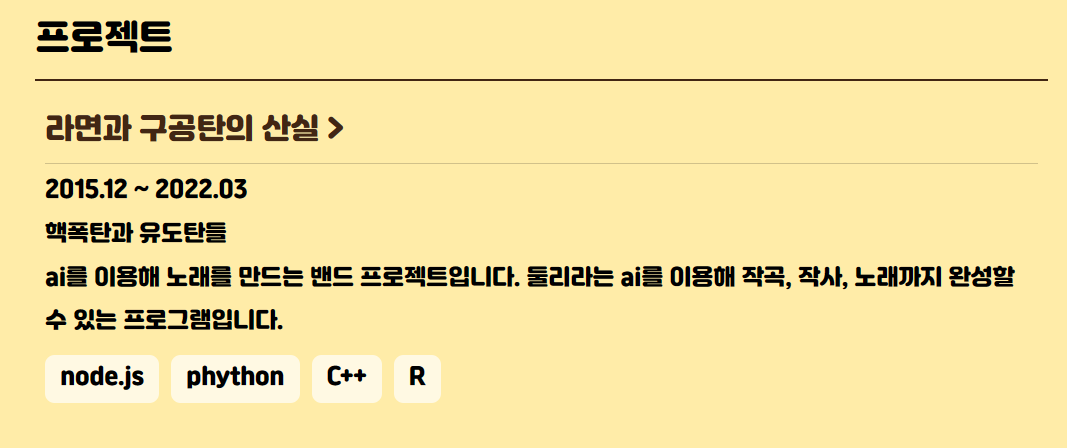 프로젝트
라면과 구공탄의 산실 >
2015.12 ~ 2022.03
핵폭탄과 유도탄들
ai를 이용해 노래를 만드는 밴드 프로젝트입니다. 둘리라는 ai를 이용해 작곡, 작사, 노래까지 완성할
수 있는 프로그램입니다.
node.js phython C++ R